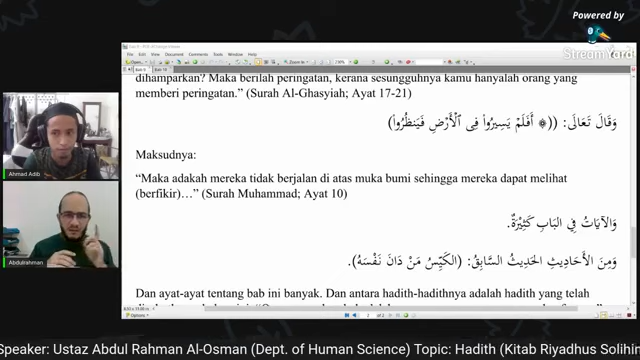 Powered by
StreamYard
dihamparkan? Maka berilah peringatan, kerana sesungguhnya kamu hanyalah orang yang
memberi peringatan.” (Surah Al-Ghasyiah; Ayat 17-21)
وَقَالَ تَعَالَى: ((﴿ أَفَلَمْ يَسِيرُوا۟ فِى ٱلْأَرْضِ فَيَنظُرُوا۟)
Maksudnya:
“Maka adakah mereka tidak berjalan di atas muka bumi sehingga mereka dapat melihat
(berfikir)…” (Surah Muhammad; Ayat 10)
وَالآيَاتُ فِي البَابِ كَثِيْرَةٌ.
وَمِنَ الأَحَادِيثِ الحَدِيثُ السَّابِقُ: (الكَيِّسُ مَنْ دَانَ نَفْسَهُ).
Dan ayat-ayat tentang bab ini banyak. Dan antara hadith-hadithnya adalah hadith yang telah
Ahmad Adib
Abdulrahman
Speaker: Ustaz Abdul Rahman Al-Osman (Dept. of Human Science) Topic: Hadith (Kitab Riyadhus Solihin